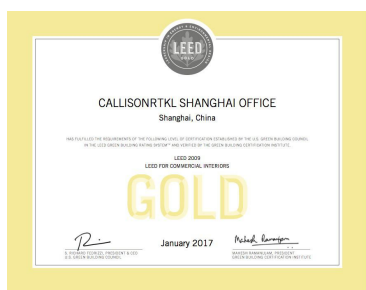 LEED
GOLD
CALLISONRTKL SHANGHAI OFFICE
Shanghai, China
HAS FULFILLED THE REQUIREMENTS OF THE FOLLOWING LEVEL OF CERTIFICATION ESTABLISHED BY THE U.S. GREEN BUILDING COUNCIL
IN THE LEED GREEN BUILDING RATING SYSTEM™ AND VERIFIED BY THE GREEN BUILDING CERTIFICATION INSTITUTE.
LEED 2009
LEED FOR COMMERCIAL INTERIORS
GOLD
January 2017
S. RICHARD FEDRIZZI, PRESIDENT & CEO
U.S. GREEN BUILDING COUNCIL
Mahesh Ramanujam
MAHESH RAMANUJAM, PRESIDENT
GREEN BUILDING CERTIFICATION INSTITUTE